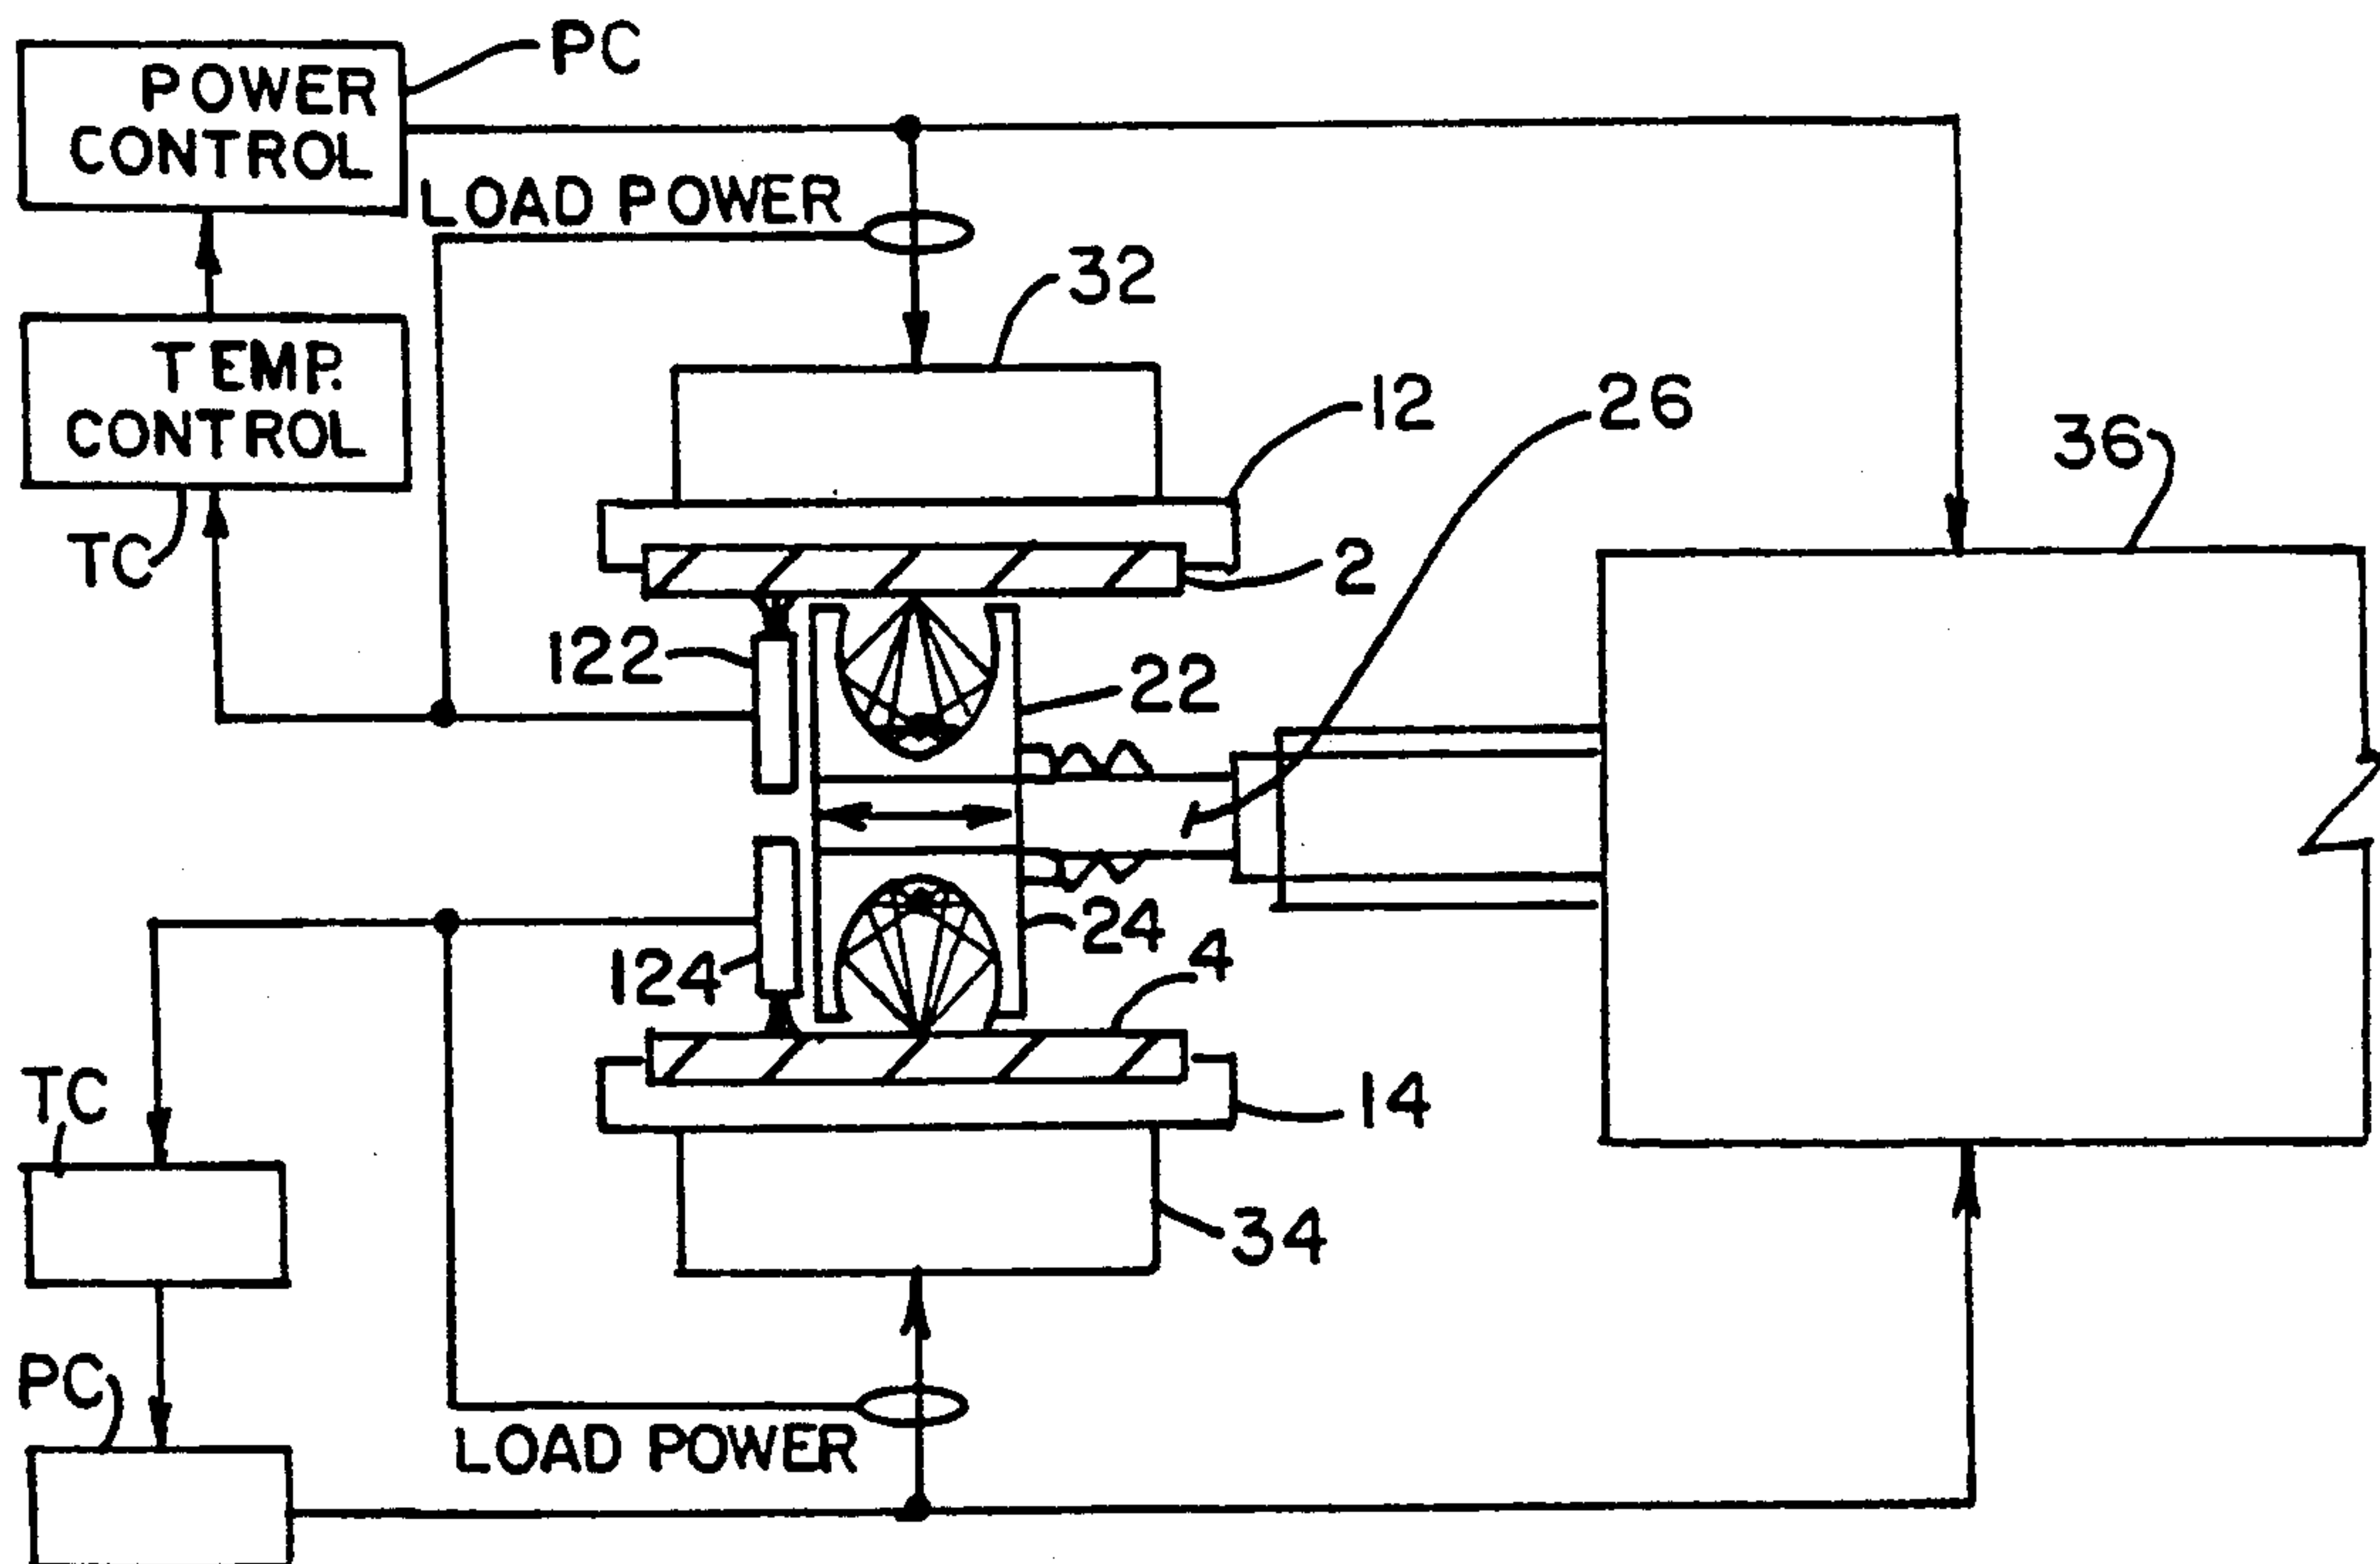 PC
POWER
CONTROL
LOAD POWER
32
TEMP.
CONTROL
12
26
36
TC
2
122
22
24
124
4
TC
14
34
PC
LOAD POWER